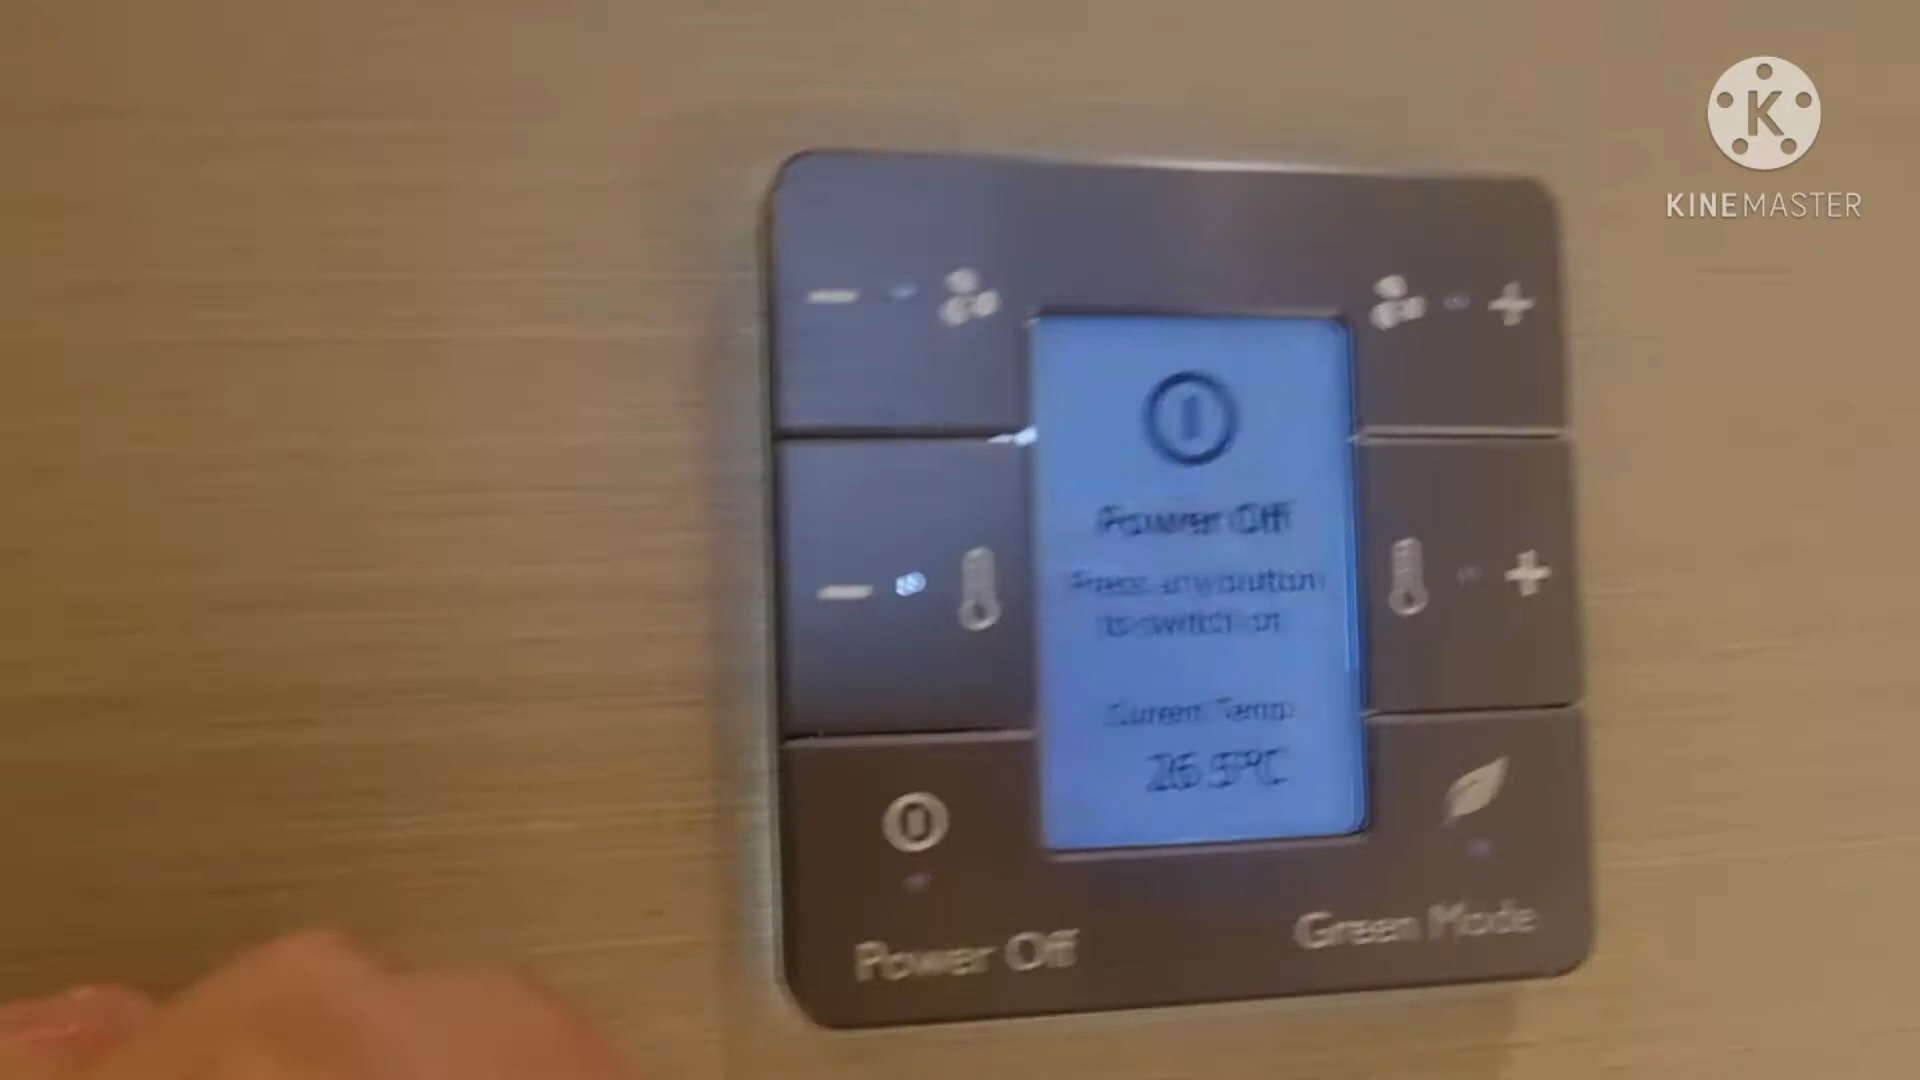 K
KINEMASTER
Power Off
Press any button
to switch on
Current Temp
26.5°C
Power Off
Green Mode